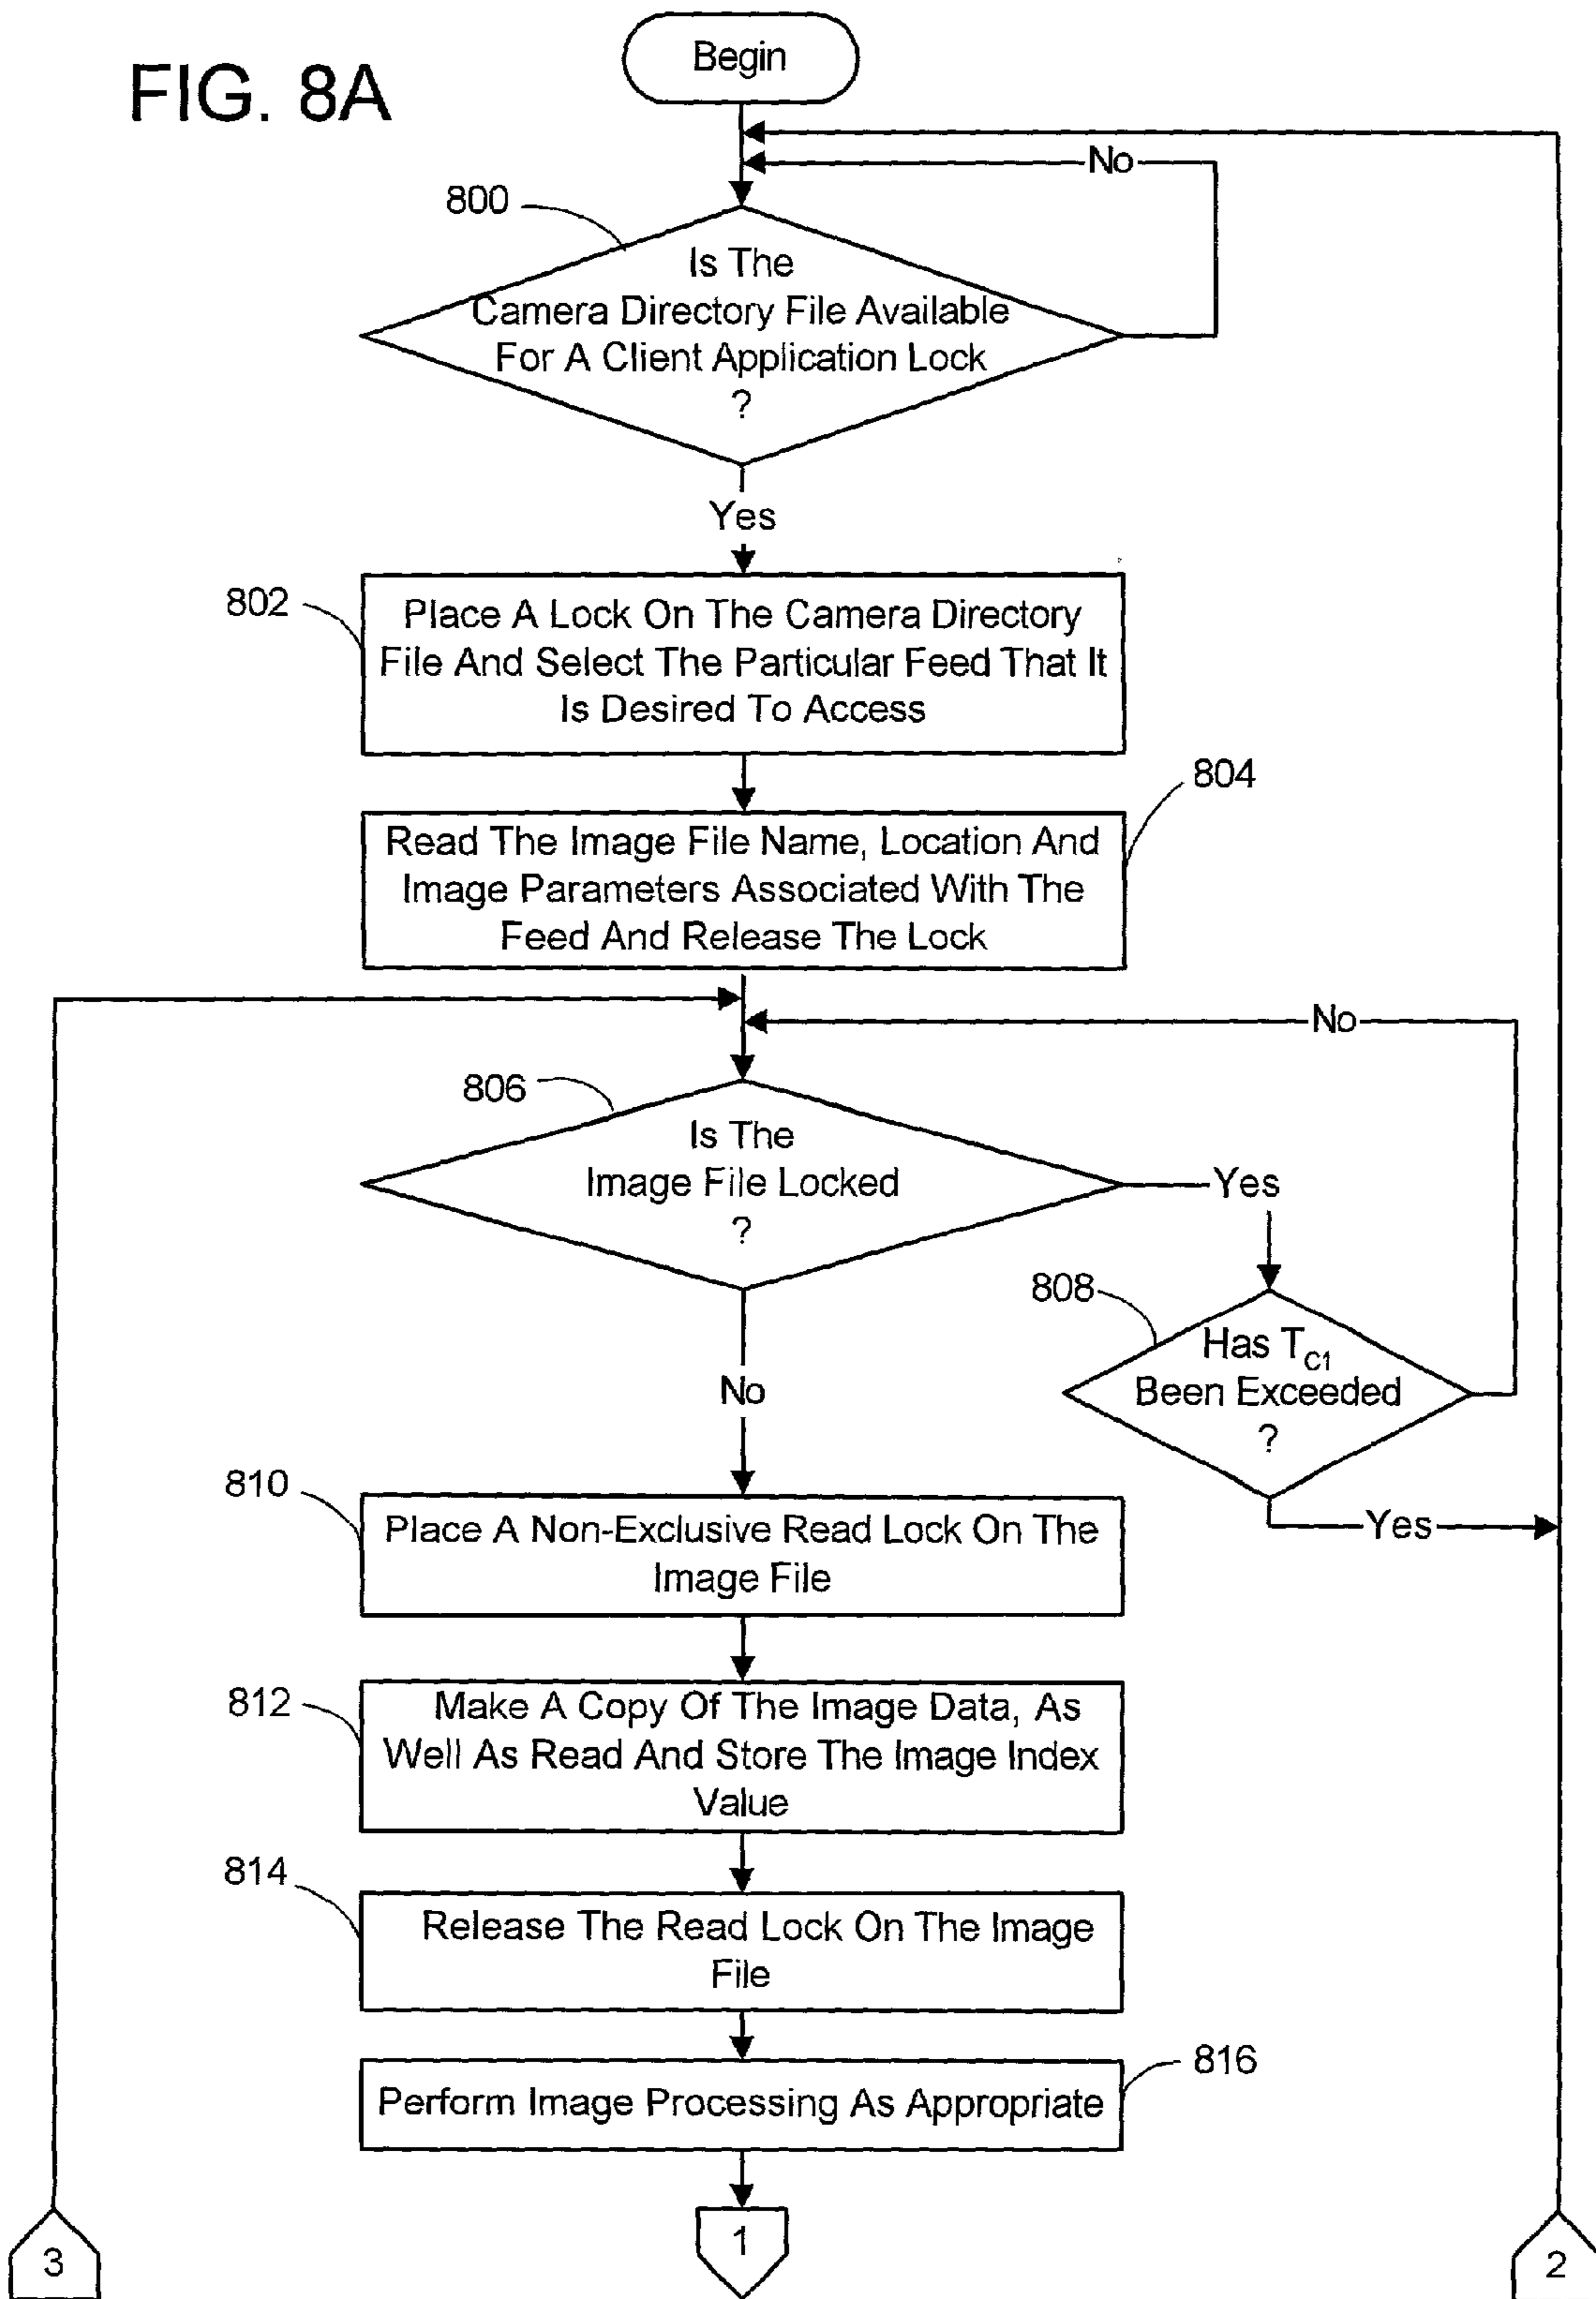 FIG. 8A
Begin
No
800
Is The
Camera Directory File Available
For A Client Application Lock
?
Yes
802
Place A Lock On The Camera Directory
File And Select The Particular Feed That It
Is Desired To Access
804
Read The Image File Name, Location And
Image Parameters Associated With The
Feed And Release The Lock
No
806
Is The
Image File Locked
?
Yes
808
Has TC1
Been Exceeded
?
No
Yes
810
Place A Non-Exclusive Read Lock On The
Image File
812
Make A Copy Of The Image Data, As
Well As Read And Store The Image Index
Value
814
Release The Read Lock On The Image
File
816
Perform Image Processing As Appropriate
3
1
2